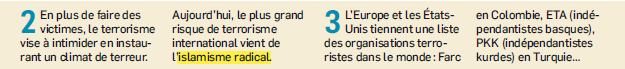 2 En plus de faire des
victimes, le terrorisme
vise à intimider en instau-
rant un climat de terreur.
Aujourd'hui, le plus grand
risque de terrorisme
international vient de
l'islamisme radical.
3 L'Europe et les États-
Unis tiennent une liste
des organisations terro-
ristes dans le monde : Farc
en Colombie, ETA (indé-
pendantistes basques),
PKK (indépendantistes
kurdes) en Turquie...